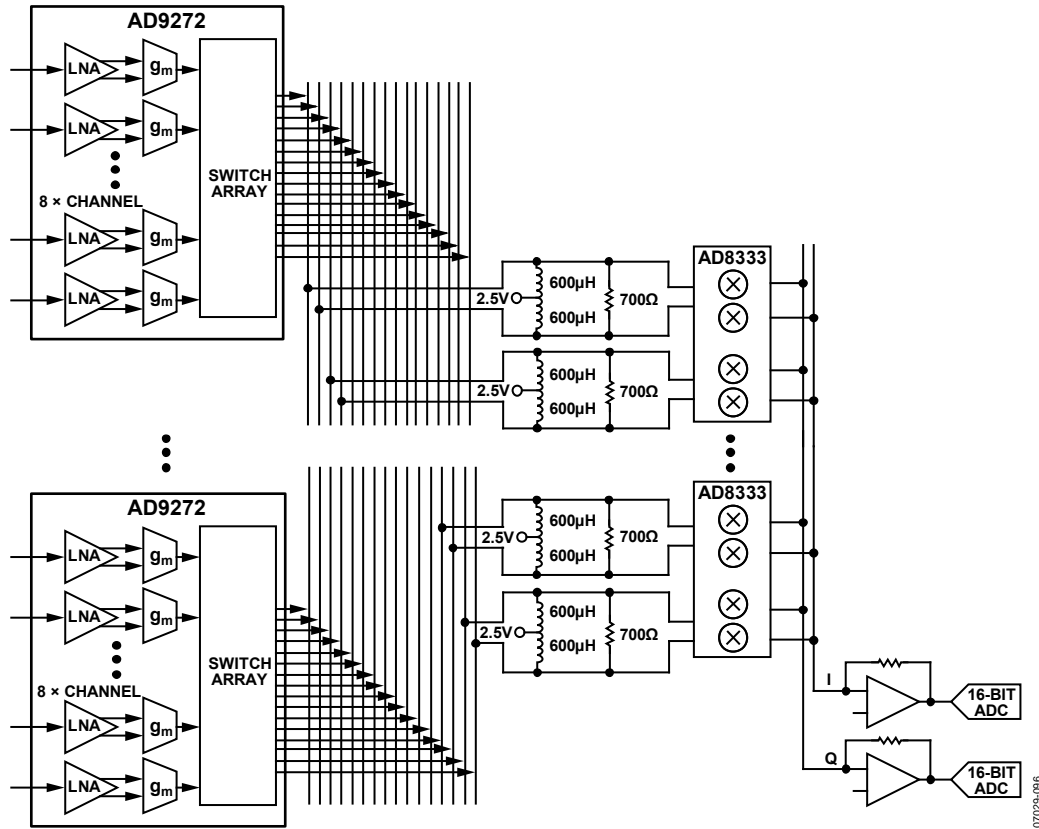 AD9272
LNA
gm
LNA
gm
8 × CHANNEL
LNA
gm
LNA
gm
SWITCH
ARRAY
2.5V
600µH
600µH
700Ω
2.5V
600µH
600µH
700Ω
AD8333
AD9272
LNA
gm
LNA
gm
8 × CHANNEL
LNA
gm
LNA
gm
SWITCH
ARRAY
2.5V
600µH
600µH
700Ω
2.5V
600µH
600µH
700Ω
AD8333
I
16-BIT
ADC
Q
16-BIT
ADC
07029-096